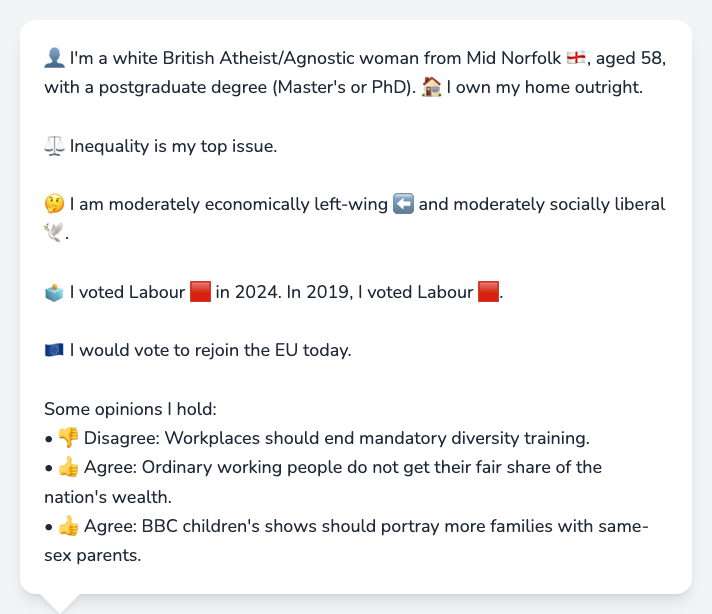 👤 I'm a white British Atheist/Agnostic woman from Mid Norfolk 🏴󠁧󠁢󠁥󠁮󠁧󠁿, aged 58,
with a postgraduate degree (Master's or PhD). 🏠 I own my home outright.
⚖️ Inequality is my top issue.
🤔 I am moderately economically left-wing ⬅️ and moderately socially liberal
🕊️.
🗳️ I voted Labour 🟥 in 2024. In 2019, I voted Labour 🟥.
🇪🇺 I would vote to rejoin the EU today.
Some opinions I hold:
• 👎 Disagree: Workplaces should end mandatory diversity training.
• 👍 Agree: Ordinary working people do not get their fair share of the
nation's wealth.
• 👍 Agree: BBC children's shows should portray more families with same-
sex parents.